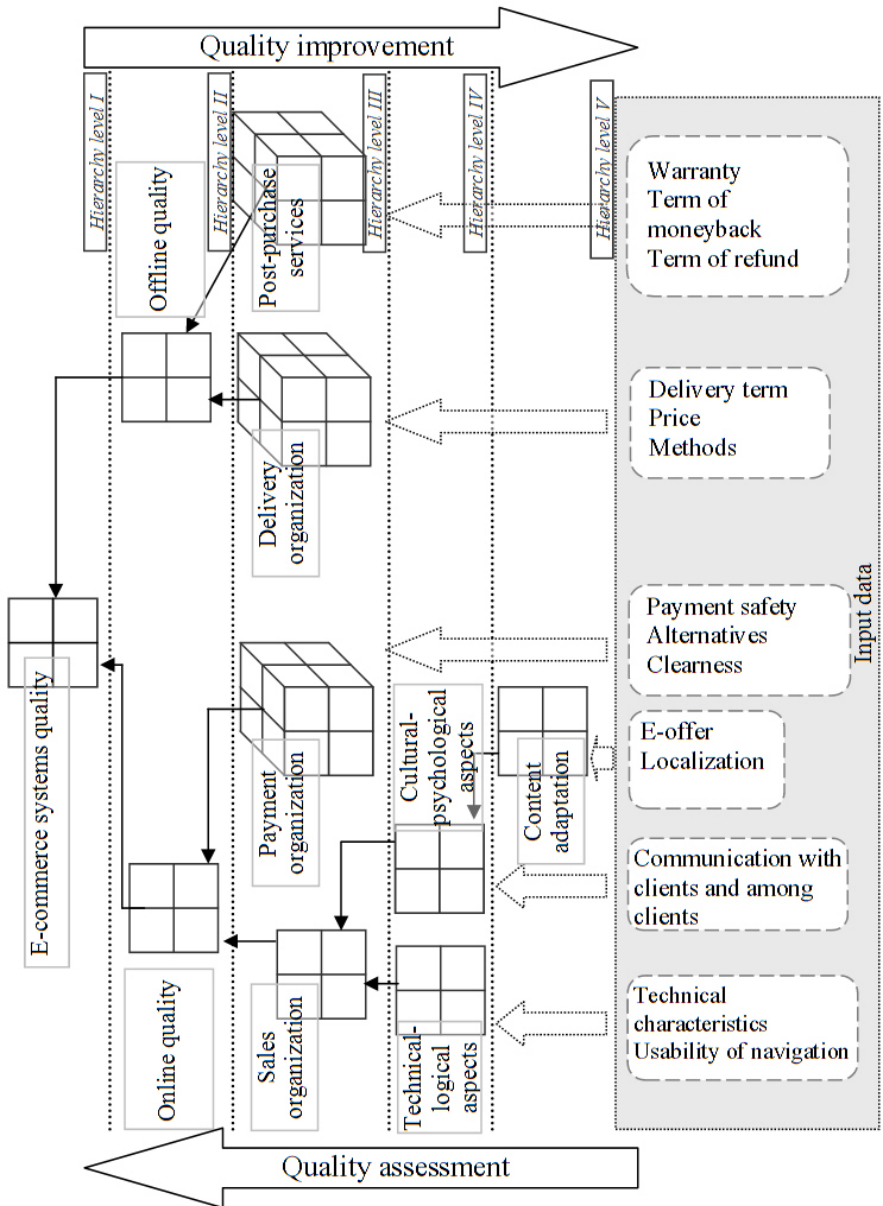 Quality improvement
Hierarchy level I
Hierarchy level II
Hierarchy level III
Hierarchy level IV
Hierarchy level V
Offline quality
Post-purchase
services
Warranty
Term of
moneyback
Term of refund
Delivery
organization
Delivery term
Price
Methods
E-commerce systems quality
Payment
organization
Payment safety
Alternatives
Clearness
Input data
Cultural-
psychological
aspects
Content
adaptation
E-offer
Localization
Communication with
clients and among
clients
Online quality
Sales
organization
Technical-
logical
aspects
Technical
characteristics
Usability of navigation
Quality assessment